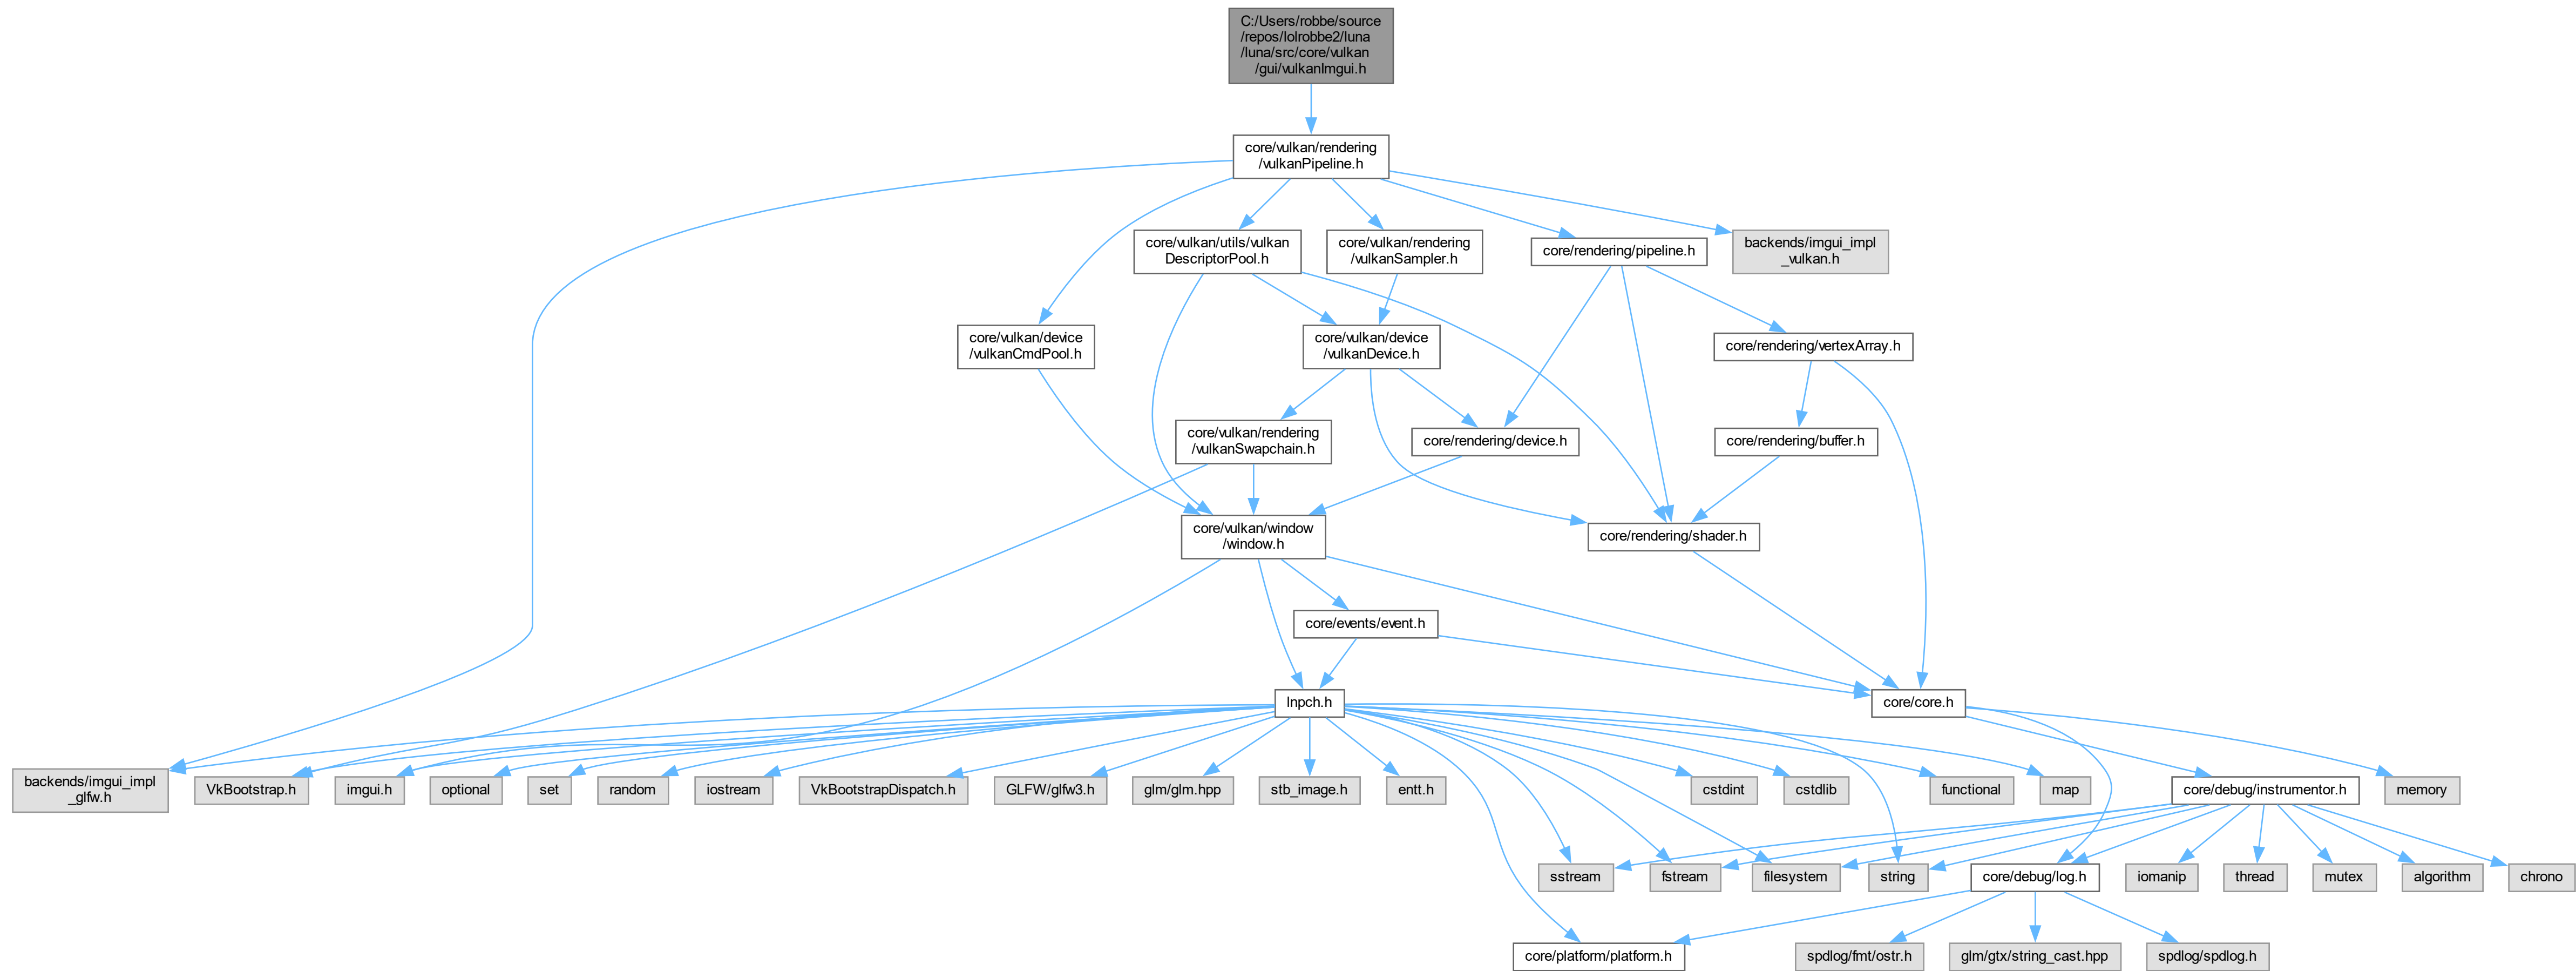 C:/Users/robbe/source
/repos/lolrobbe2/luna
/luna/src/core/vulkan
/gui/vulkanImgui.h
core/vulkan/rendering
/vulkanPipeline.h
core/vulkan/utils/vulkan
DescriptorPool.h
core/vulkan/rendering
/vulkanSampler.h
core/rendering/pipeline.h
backends/imgui_impl
_vulkan.h
core/vulkan/device
/vulkanCmdPool.h
core/vulkan/device
/vulkanDevice.h
core/rendering/vertexArray.h
core/vulkan/rendering
/vulkanSwapchain.h
core/rendering/device.h
core/rendering/buffer.h
core/vulkan/window
/window.h
core/rendering/shader.h
core/events/event.h
lnpch.h
core/core.h
backends/imgui_impl
_glfw.h
VkBootstrap.h
imgui.h
optional
set
random
iostream
VkBootstrapDispatch.h
GLFW/glfw3.h
glm/glm.hpp
stb_image.h
entt.h
cstdint
cstdlib
functional
map
core/debug/instrumentor.h
memory
sstream
fstream
filesystem
string
core/debug/log.h
iomanip
thread
mutex
algorithm
chrono
core/platform/platform.h
spdlog/fmt/ostr.h
glm/gtx/string_cast.hpp
spdlog/spdlog.h